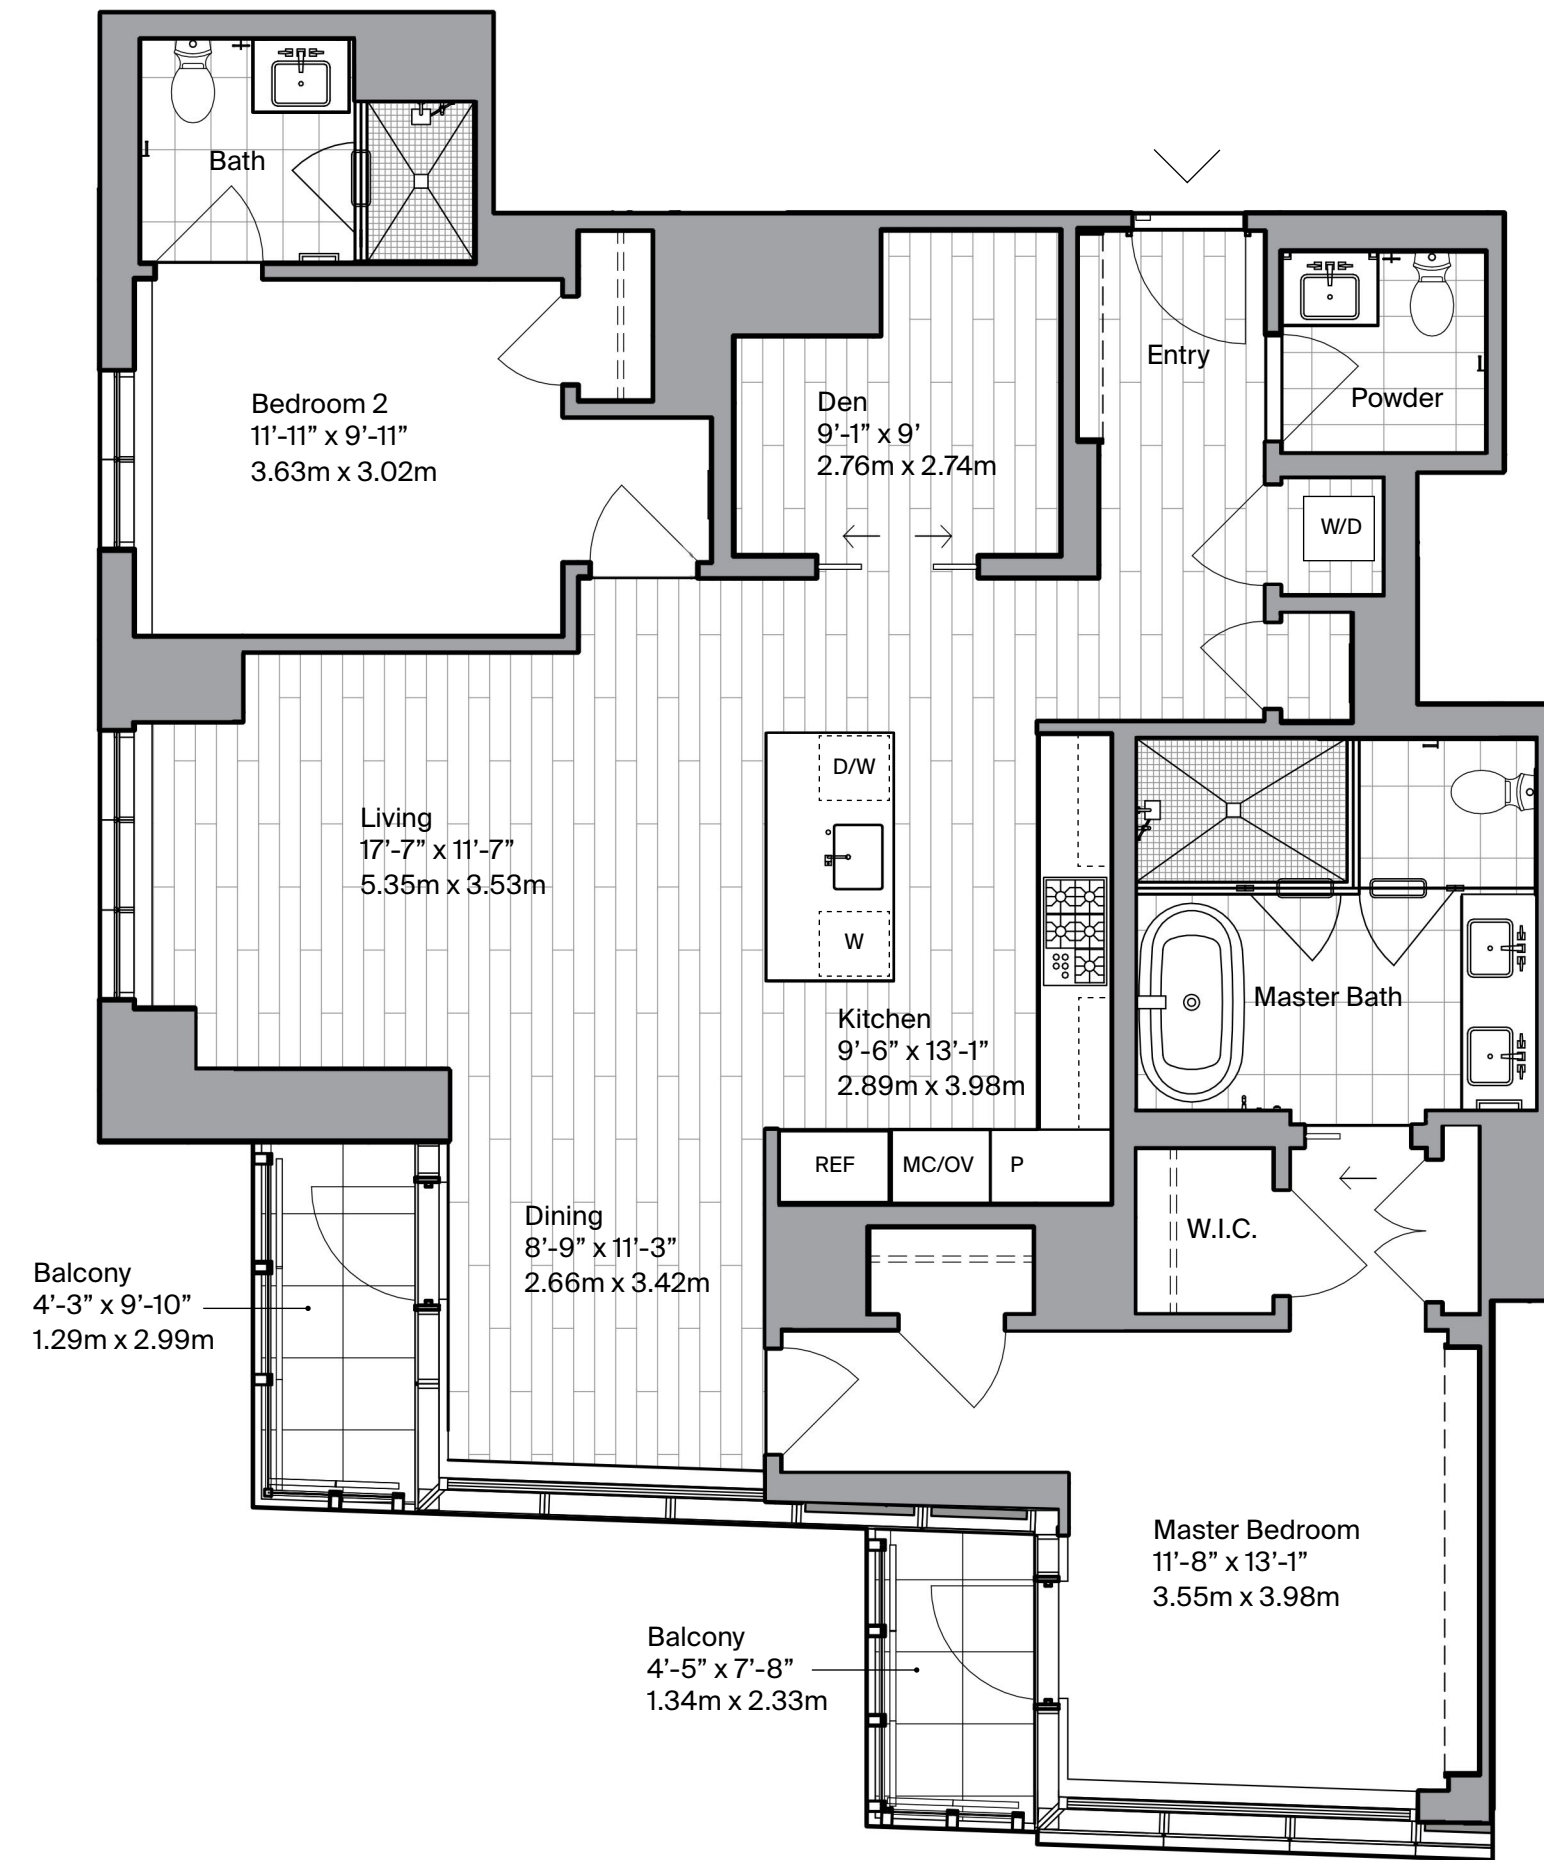 Bath
Entry
Powder
Bedroom 2
11’-11” x 9’-11”
3.63m x 3.02m
Den
9’-1” x 9’
2.76m x 2.74m
W/D
D/W
Living
17’-7” x 11’-7”
5.35m x 3.53m
W
Kitchen
9’-6” x 13’-1”
2.89m x 3.98m
Master Bath
REF
MC/OV
P
W.I.C.
Dining
8’-9” x 11’-3”
2.66m x 3.42m
Balcony
4’-3” x 9’-10”
1.29m x 2.99m
Master Bedroom
11’-8” x 13’-1”
3.55m x 3.98m
Balcony
4’-5” x 7’-8”
1.34m x 2.33m